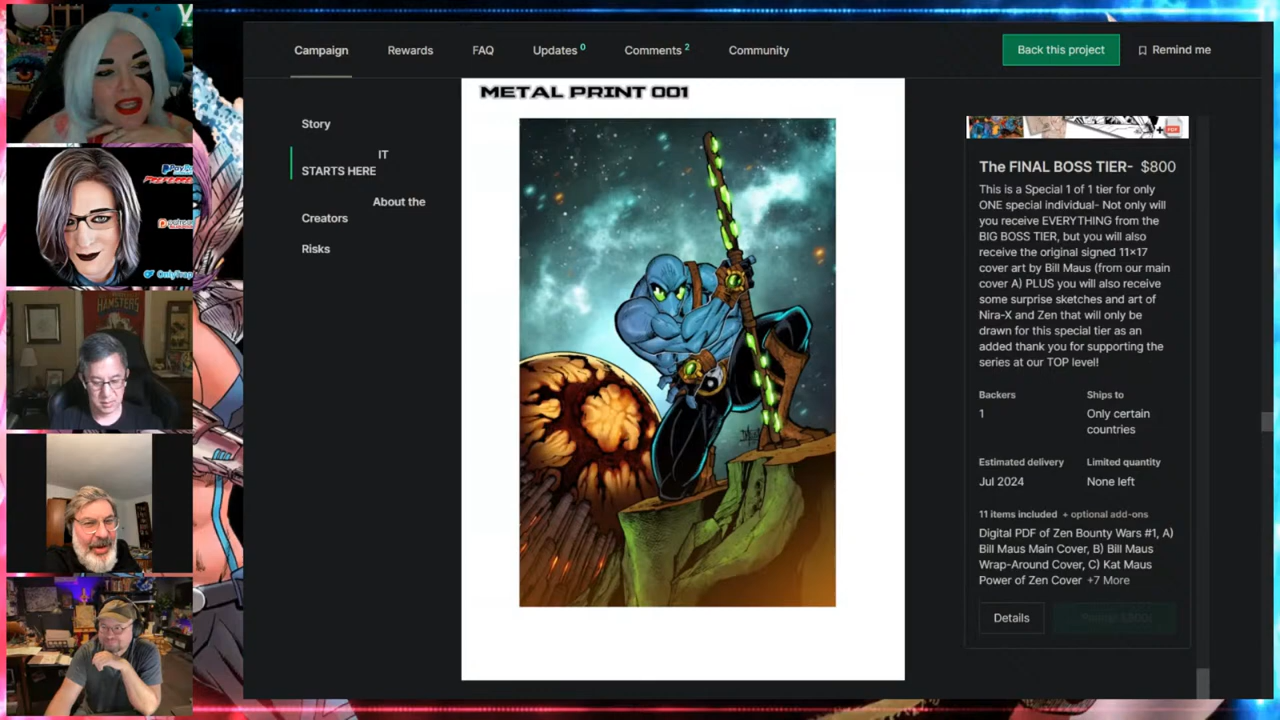 Campaign
Rewards
FAQ
Updates 0
Comments 2
Community
Back this project
Remind me
Story
IT
STARTS HERE
About the
Creators
Risks
METAL PRINT 001
The FINAL BOSS TIER- $800
This is a Special 1 of 1 tier for only
ONE special individual- Not only will
you receive EVERYTHING from the
BIG BOSS TIER, but you will also
receive the original signed 11×17
cover art by Bill Maus (from our main
cover A) PLUS you will also receive
some surprise sketches and art of
Nira-X and Zen that will only be
drawn for this special tier as an
added thank you for supporting the
series at our TOP level!
Backers
1
Ships to
Only certain
countries
Estimated delivery
Jul 2024
Limited quantity
None left
11 items included + optional add-ons
Digital PDF of Zen Bounty Wars #1, A)
Bill Maus Main Cover, B) Bill Maus
Wrap-Around Cover, C) Kat Maus
Power of Zen Cover +7 More
Details
HAMSTERS
OnlyTrap